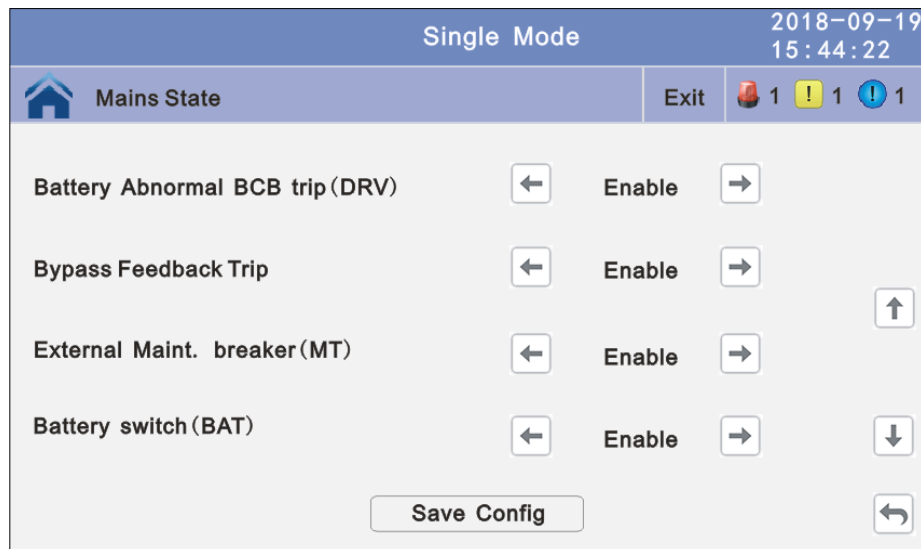 Single Mode
2018-09-19
15:44:22
Mains State
Exit
1
! 1
! 1
Battery Abnormal BCB trip(DRV)
Enable
Bypass Feedback Trip
Enable
External Maint. breaker(MT)
Enable
Battery switch(BAT)
Enable
Save Config